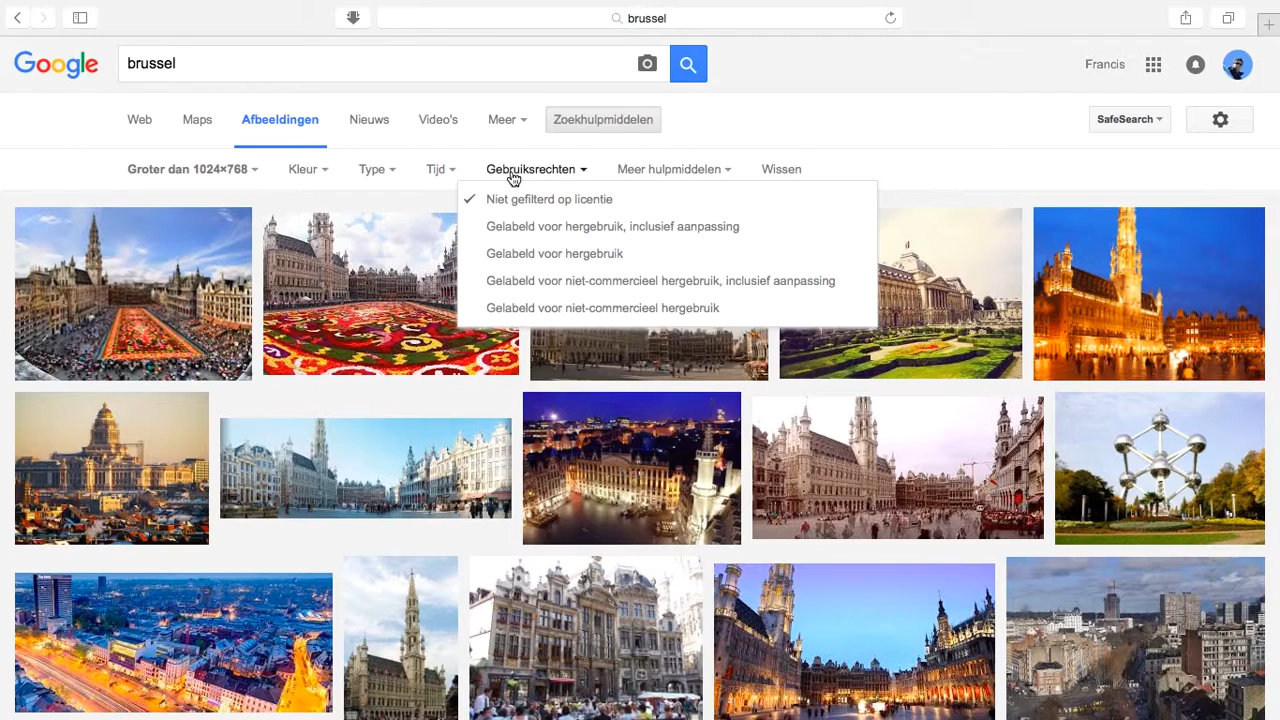 brussel
Google
brussel
Francis
Web Maps Afbeeldingen Nieuws Video's Meer Zoekhulpmiddelen SafeSearch
Groter dan 1024×768 Kleur Type Tijd Gebruiksrechten Meer hulpmiddelen Wissen
Niet gefilterd op licentie
Gelabeld voor hergebruik, inclusief aanpassing
Gelabeld voor hergebruik
Gelabeld voor niet-commercieel hergebruik, inclusief aanpassing
Gelabeld voor niet-commercieel hergebruik